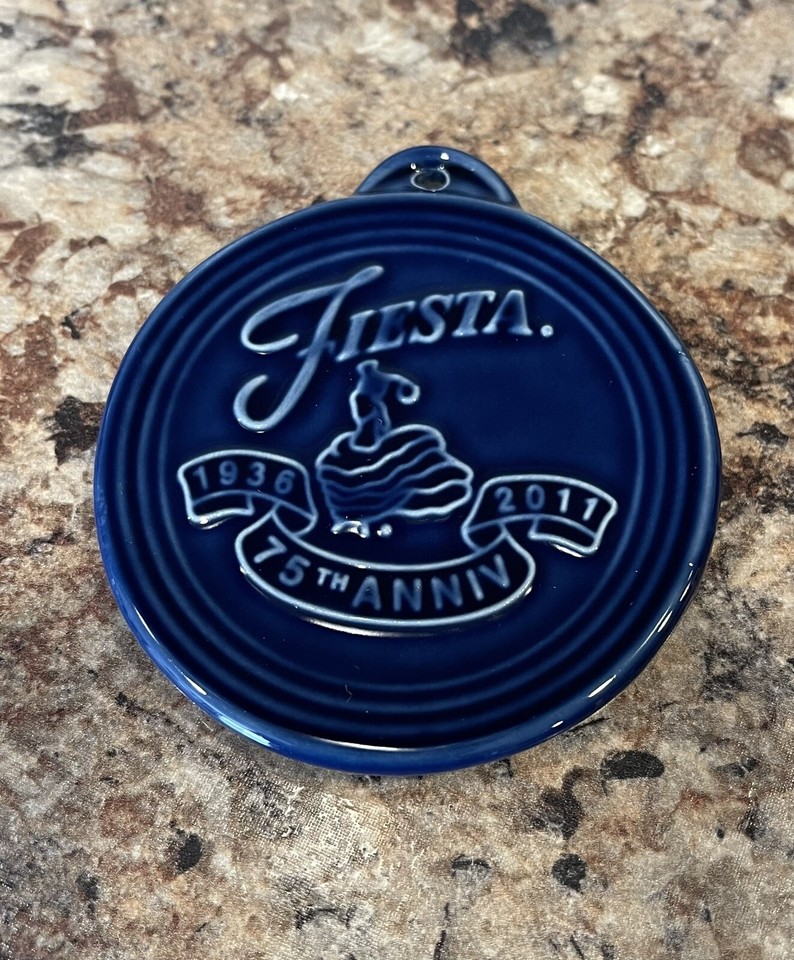 FIESTA.
1936 2011
75TH ANNIV